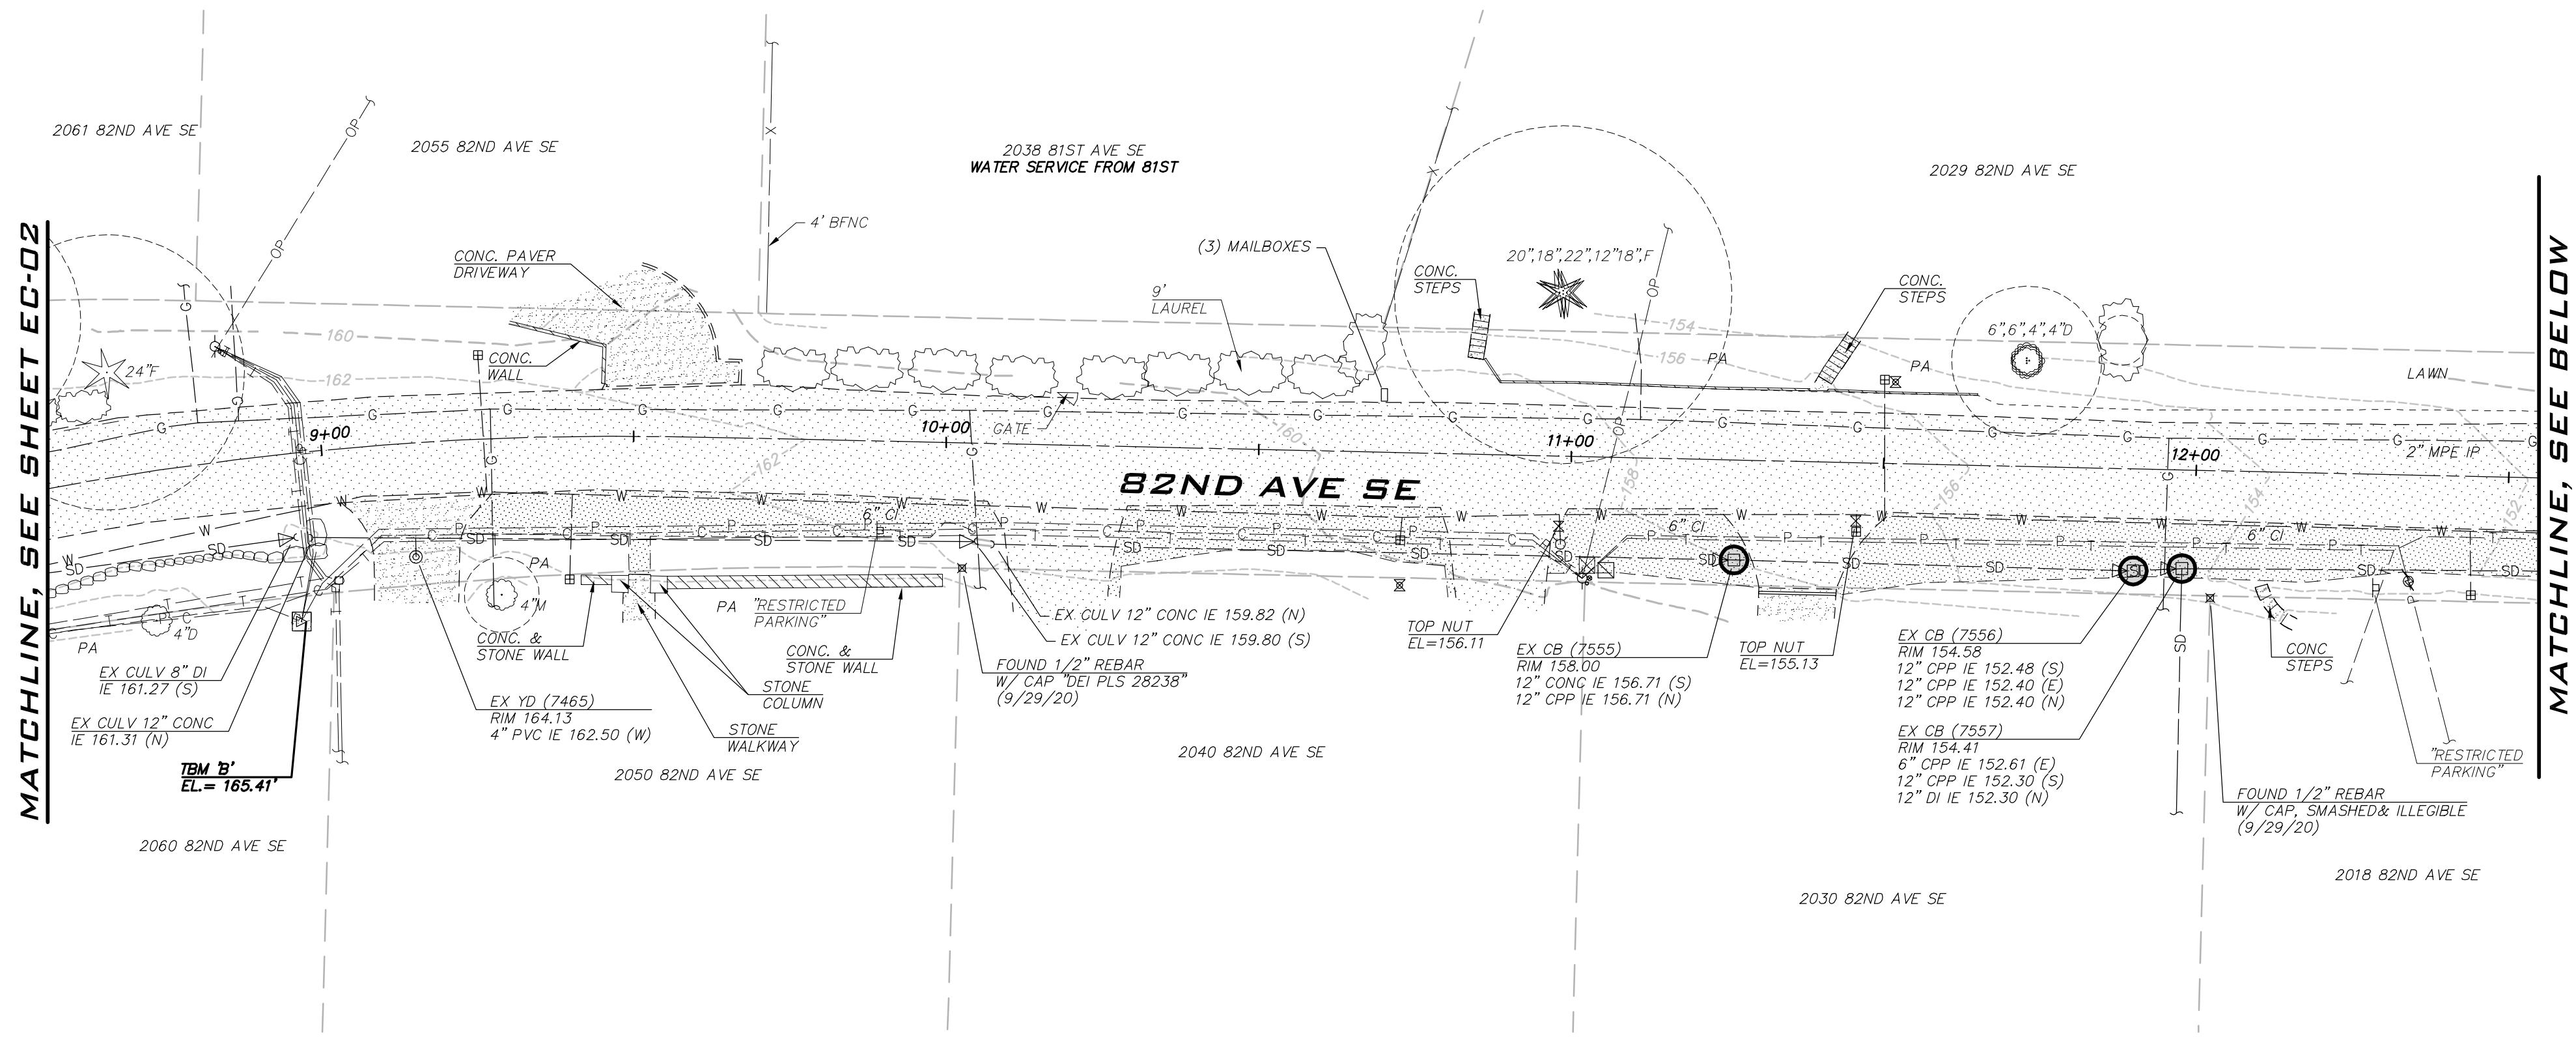 2061 82ND AVE SE
2055 82ND AVE SE
2038 81ST AVE SE
WATER SERVICE FROM 81ST
2029 82ND AVE SE
MATCHLINE, SEE SHEET EC-02
MATCHLINE, SEE BELOW
OP
OP
X
X
4' BFNC
CONC. PAVER
DRIVEWAY
(3) MAILBOXES
CONC.
STEPS
20",18",22",12"18",F
OP
CONC.
STEPS
9'
LAUREL
6",6",4",4"D
160
162
154
156
PA
PA
LAWN
24"F
CONC.
WALL
GATE
9+00
10+00
11+00
12+00
2" MPE IP
162
160
158
156
154
152
82ND AVE SE
6" CI
6" CI
6" CI
PA
4"M
4"D
PA
PA
"RESTRICTED
PARKING"
CONC. &
STONE WALL
CONC. &
STONE WALL
STONE
COLUMN
STONE
WALKWAY
EX CULV 8" DI
IE 161.27 (S)
EX CULV 12" CONC
IE 161.31 (N)
TBM 'B'
EL.= 165.41'
EX YD (7465)
RIM 164.13
4" PVC IE 162.50 (W)
EX CULV 12" CONC IE 159.82 (N)
EX CULV 12" CONC IE 159.80 (S)
FOUND 1/2" REBAR
W/ CAP "DEI PLS 28238"
(9/29/20)
TOP NUT
EL=156.11
EX CB (7555)
RIM 158.00
12" CONC IE 156.71 (S)
12" CPP IE 156.71 (N)
TOP NUT
EL=155.13
EX CB (7556)
RIM 154.58
12" CPP IE 152.48 (S)
12" CPP IE 152.40 (E)
12" CPP IE 152.40 (N)
EX CB (7557)
RIM 154.41
6" CPP IE 152.61 (E)
12" CPP IE 152.30 (S)
12" DI IE 152.30 (N)
CONC
STEPS
"RESTRICTED
PARKING"
FOUND 1/2" REBAR
W/ CAP, SMASHED& ILLEGIBLE
(9/29/20)
2060 82ND AVE SE
2050 82ND AVE SE
2040 82ND AVE SE
2030 82ND AVE SE
2018 82ND AVE SE